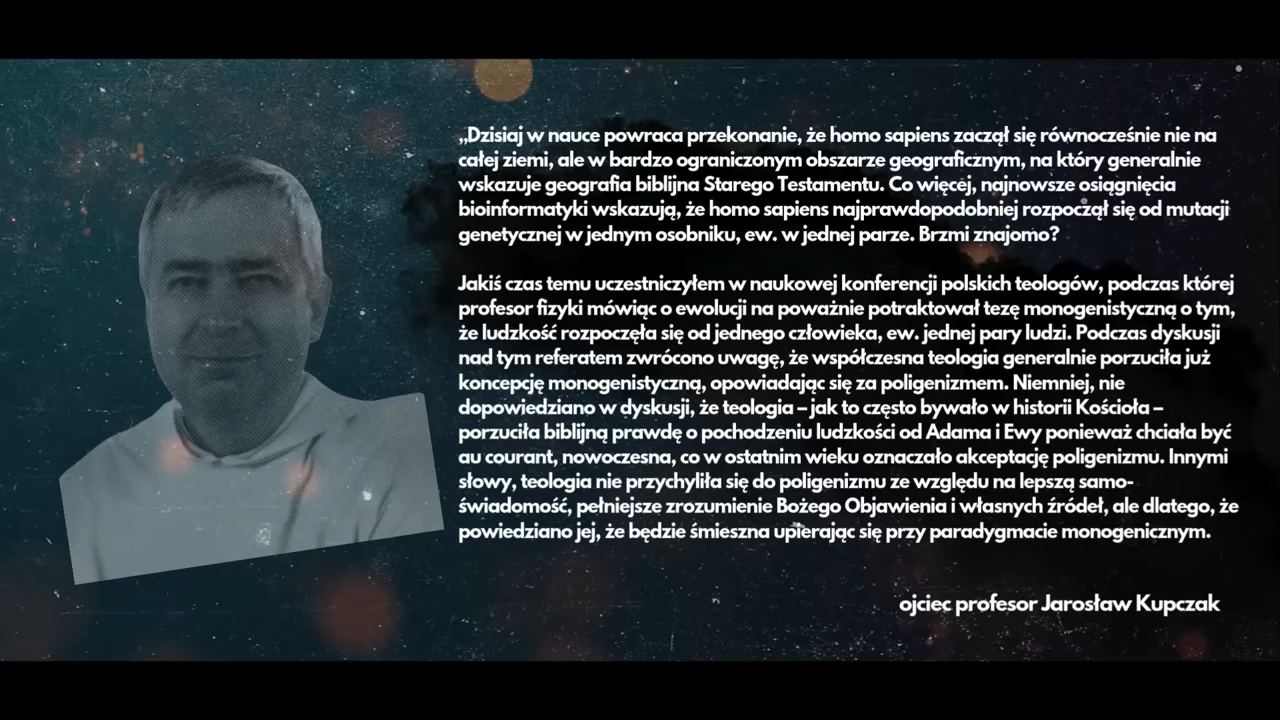 „Dzisiaj w nauce powraca przekonanie, że homo sapiens zaczął się równocześnie nie na
całej ziemi, ale w bardzo ograniczonym obszarze geograficznym, na który generalnie
wskazuje geografia biblijna Starego Testamentu. Co więcej, najnowsze osiągnięcia
bioinformatyki wskazują, że homo sapiens najprawdopodobniej rozpoczął się od mutacji
genetycznej w jednym osobniku, ew. w jednej parze. Brzmi znajomo?
Jakiś czas temu uczestniczyłem w naukowej konferencji polskich teologów, podczas której
profesor fizyki mówiąc o ewolucji na poważnie potraktował tezę monogenistyczną o tym,
że ludzkość rozpoczęła się od jednego człowieka, ew. jednej pary ludzi. Podczas dyskusji
nad tym referatem zwrócono uwagę, że współczesna teologia generalnie porzuciła już
koncepcję monogenistyczną, opowiadając się za poligenizmem. Niemniej, nie
dopowiedziano w dyskusji, że teologia – jak to często bywało w historii Kościoła –
porzuciła biblijną prawdę o pochodzeniu ludzkości od Adama i Ewy ponieważ chciała być
au courant, nowoczesna, co w ostatnim wieku oznaczało akceptację poligenizmu. Innymi
słowy, teologia nie przychyliła się do poligenizmu ze względu na lepszą samo-
świadomość, pełniejsze zrozumienie Bożego Objawienia i własnych źródeł, ale dlatego, że
powiedziano jej, że będzie śmieszna upierając się przy paradygmacie monogenicznym.
ojciec profesor Jarosław Kupczak